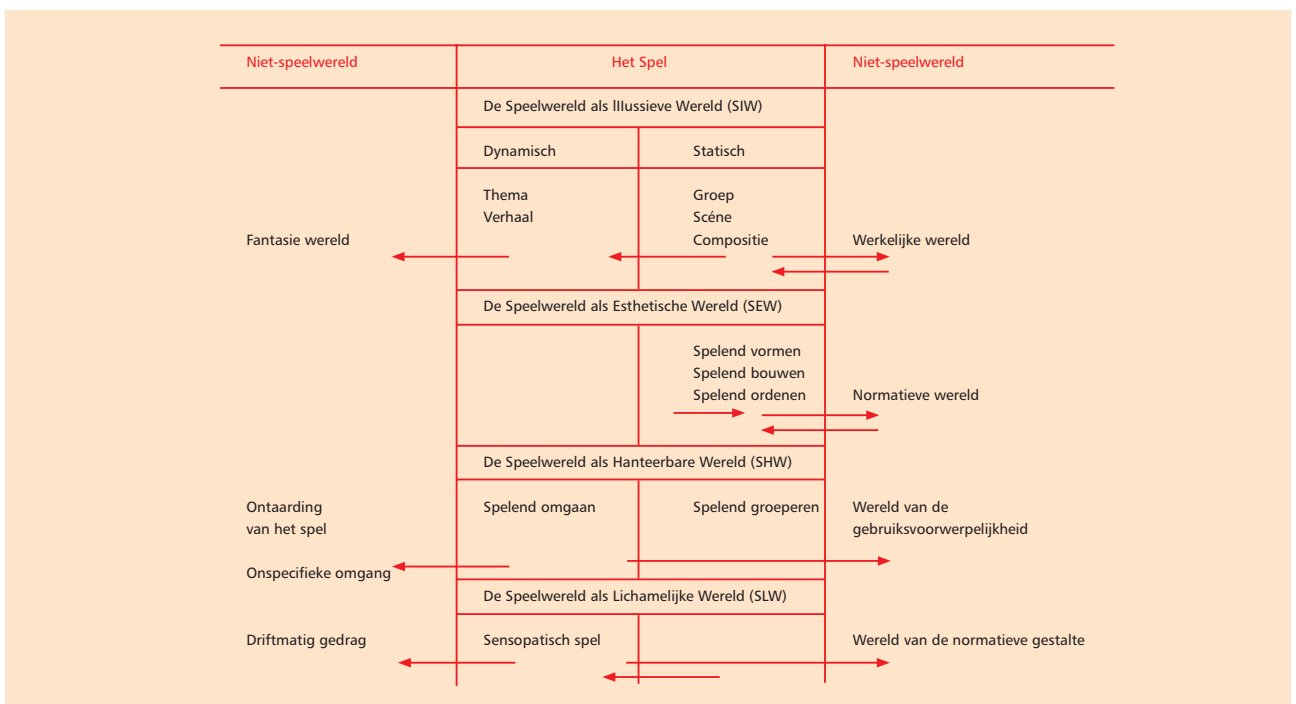 Niet-speelwereld Het Spel Niet-speelwereld
De Speelwereld als lllussieve Wereld (SIW)
Dynamisch Statisch
Thema Groep
Verhaal Scéne
Fantasie wereld Compositie Werkelijke wereld
De Speelwereld als Esthetische Wereld (SEW)
Spelend vormen
Spelend bouwen
Spelend ordenen Normatieve wereld
De Speelwereld als Hanteerbare Wereld (SHW)
Ontaarding Spelend omgaan Spelend groeperen Wereld van de
van het spel gebruiksvoorwerpelijkheid
Onspecifieke omgang
De Speelwereld als Lichamelijke Wereld (SLW)
Driftmatig gedrag Sensopatisch spel Wereld van de normatieve gestalte